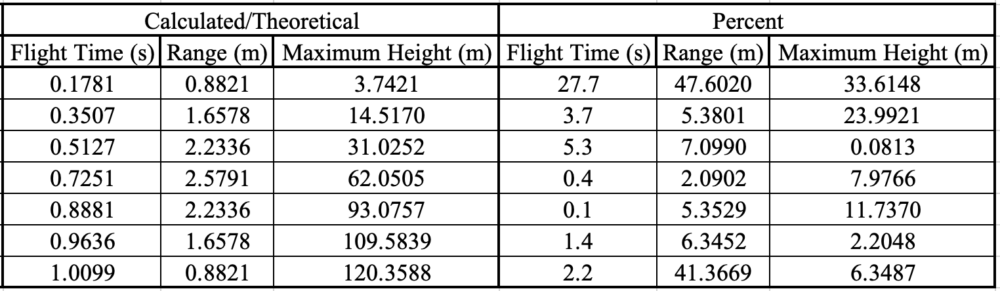 Calculated/Theoretical Percent
Flight Time (s) Range (m) Maximum Height (m) Flight Time (s) Range (m) Maximum Height (m)
0.1781 0.8821 3.7421 27.7 47.6020 33.6148
0.3507 1.6578 14.5170 3.7 5.3801 23.9921
0.5127 2.2336 31.0252 5.3 7.0990 0.0813
0.7251 2.5791 62.0505 0.4 2.0902 7.9766
0.8881 2.2336 93.0757 0.1 5.3529 11.7370
0.9636 1.6578 109.5839 1.4 6.3452 2.2048
1.0099 0.8821 120.3588 2.2 41.3669 6.3487